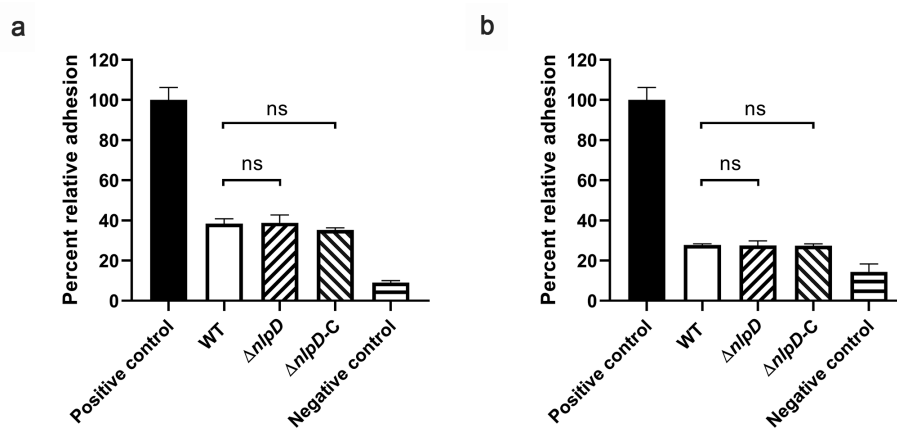 a
Percent relative adhesion
120
100
80
60
40
20
0
ns
ns
Positive control
WT
ΔnlpD
ΔnlpD-C
Negative control
b
Percent relative adhesion
120
100
80
60
40
20
0
ns
ns
Positive control
WT
ΔnlpD
ΔnlpD-C
Negative control